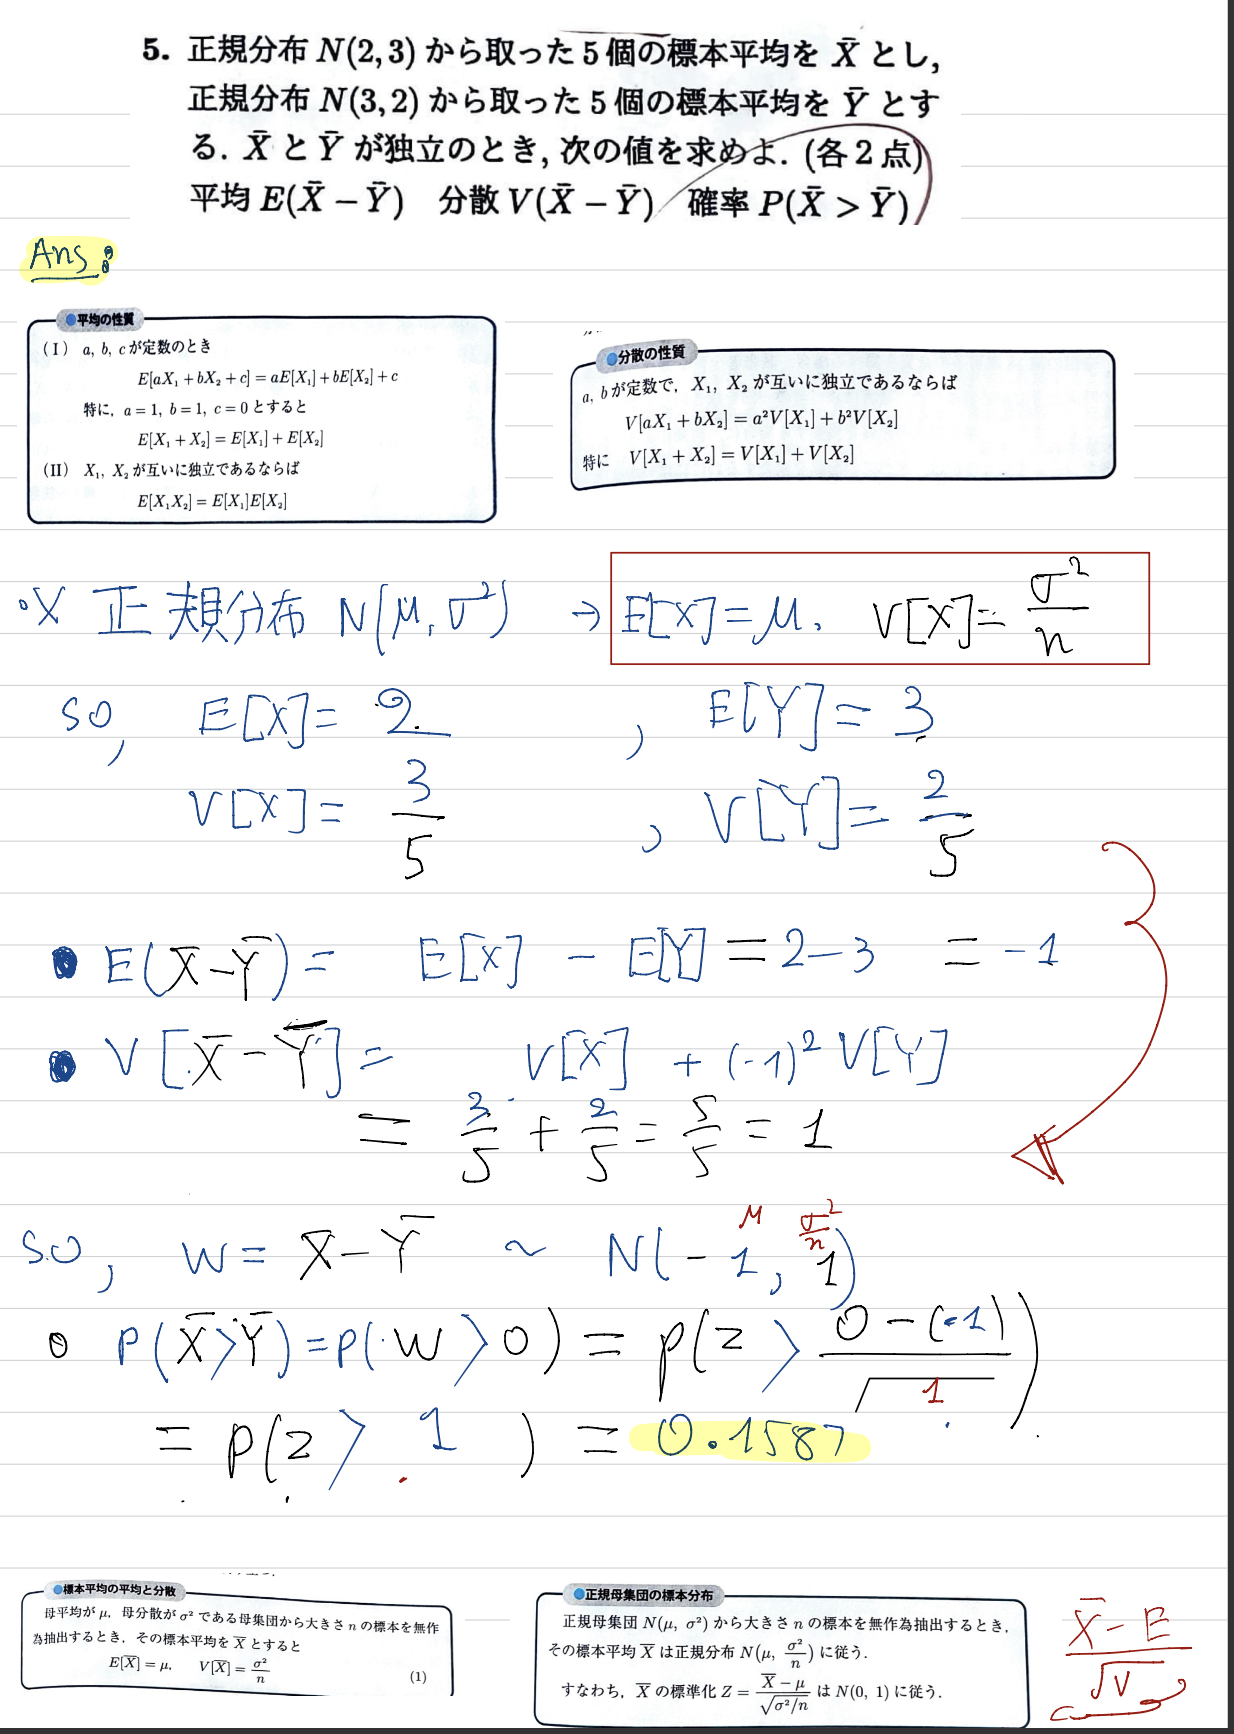 5. 正規分布 N(2, 3) から取った 5 個の標本平均を X̄ とし,
正規分布 N(3, 2) から取った 5 個の標本平均を Ȳ とす
る. X̄ と Ȳ が独立のとき, 次の値を求めよ. (各 2 点)
平均 E(X̄ − Ȳ) 分散 V(X̄ − Ȳ) 確率 P(X̄ > Ȳ)
Ans :
●平均の性質
(Ⅰ) a, b, c が定数のとき
E[aX₁ + bX₂ + c] = aE[X₁] + bE[X₂] + c
特に, a = 1, b = 1, c = 0 とすると
E[X₁ + X₂] = E[X₁] + E[X₂]
(Ⅱ) X₁, X₂ が互いに独立であるならば
E[X₁X₂] = E[X₁]E[X₂]
●分散の性質
a, b が定数で, X₁, X₂ が互いに独立であるならば
V[aX₁ + bX₂] = a²V[X₁] + b²V[X₂]
特に V[X₁ + X₂] = V[X₁] + V[X₂]
・X 正規分布 N(μ, σ²) → E[X] = μ, V[X] = σ²/n
so, E[X] = 2 , E[Y] = 3
V[X] = 3/5 , V[Y] = 2/5
● E(X̄ − Ȳ) = E[X] − E[Y] = 2 − 3 = −1
● V[X̄ − Ȳ] = V[X] + (−1)² V[Y]
= 3/5 + 2/5 = 5/5 = 1
μ σ²/n
so, W = X̄ − Ȳ ~ N(−1, 1)
○ P(X̄ > Ȳ) = P(W > 0) = P(Z > (0 − (−1))/√1)
= P(Z > 1) = 0.1587
●標本平均の平均と分散
母平均が μ, 母分散が σ² である母集団から大きさ n の標本を無作
為抽出するとき, その標本平均を X̄ とすると
E[X̄] = μ, V[X̄] = σ²/n (1)
●正規母集団の標本分布
正規母集団 N(μ, σ²) から大きさ n の標本を無作為抽出するとき,
その標本平均 X̄ は正規分布 N(μ, σ²/n) に従う.
すなわち, X̄ の標準化 Z = (X̄ − μ)/√(σ²/n) は N(0, 1) に従う.
(X̄ − E)/√V